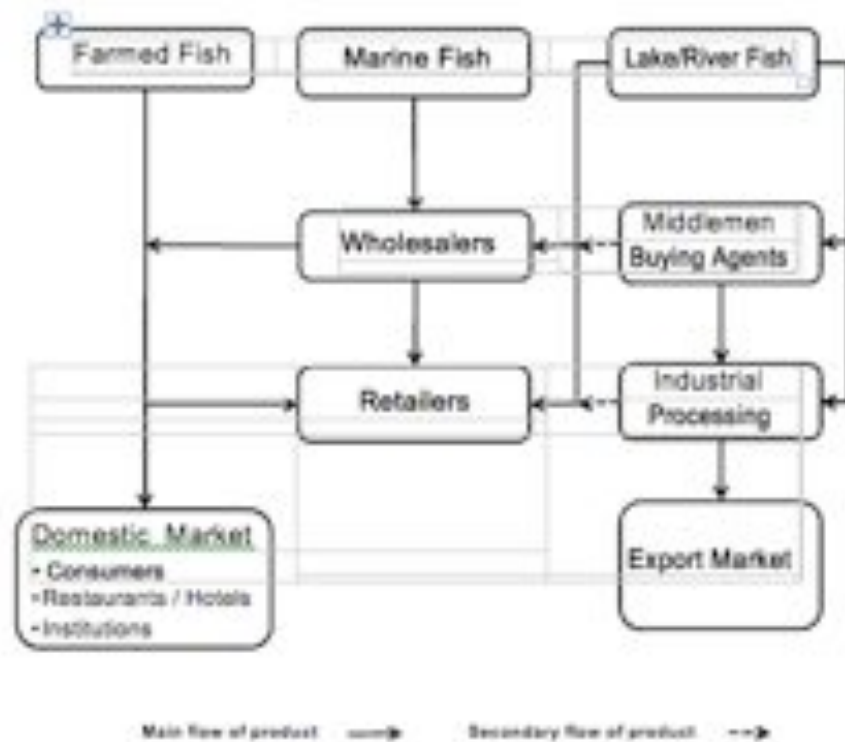 Farmed Fish
Marine Fish
Lake/River Fish
Wholesalers
Middlemen
Buying Agents
Retailers
Industrial
Processing
Domestic Market
• Consumers
•Restaurants / Hotels
•Institutions
Export Market
Main flow of product
Secondary flow of product